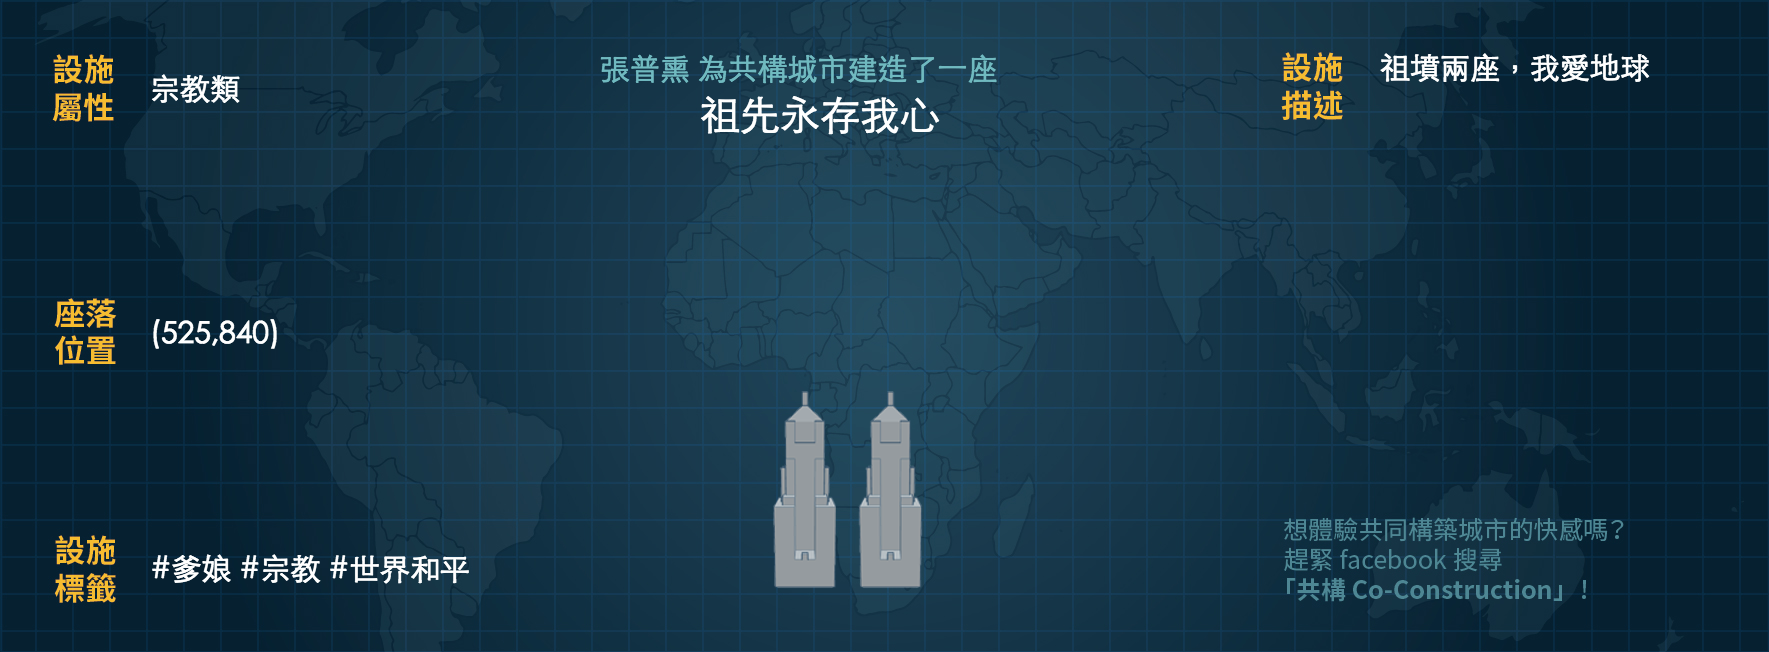 設施
屬性
宗教類
張普熏 為共構城市建造了一座
祖先永存我心
設施
描述
祖墳兩座，我愛地球
座落
位置
(525,840)
設施
標籤
#爹娘 #宗教 #世界和平
想體驗共同構築城市的快感嗎？
趕緊 facebook 搜尋
「共構 Co-Construction」！